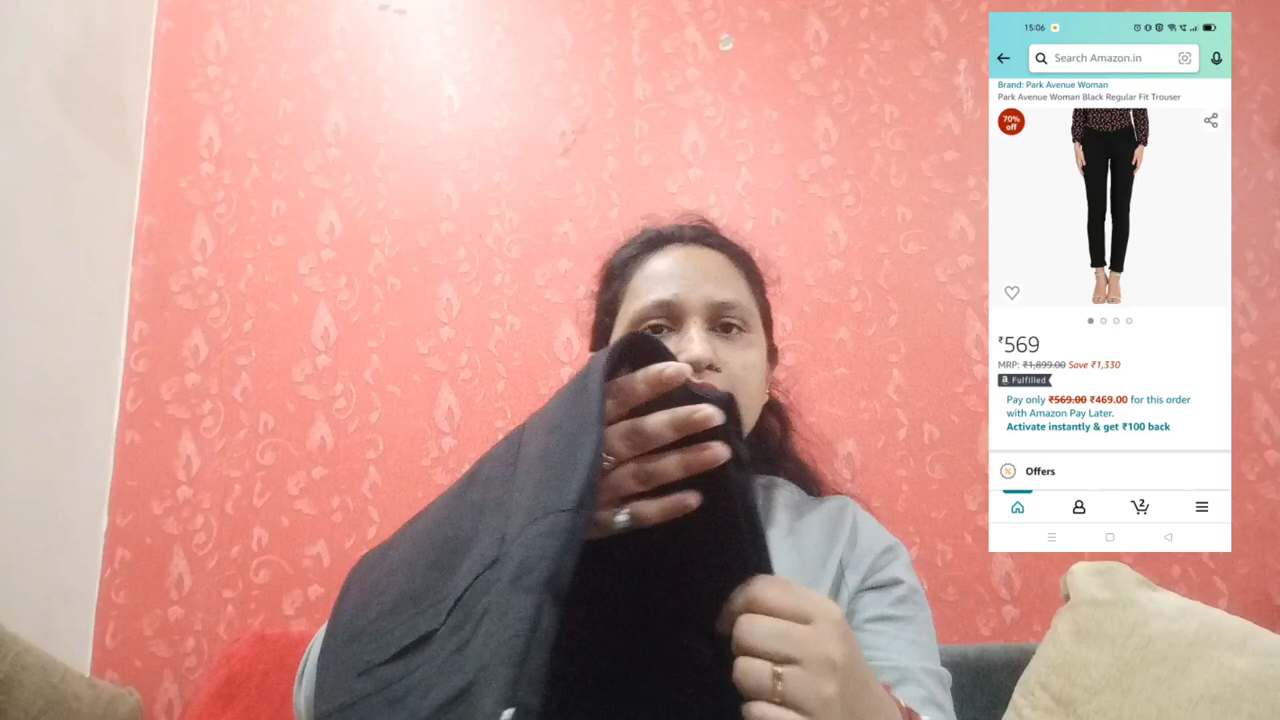 15:06
Search Amazon.in
Brand: Park Avenue Woman
Park Avenue Woman Black Regular Fit Trouser
70%
off
₹569
MRP: ₹1,899.00 Save ₹1,330
a Fulfilled
Pay only ₹569.00 ₹469.00 for this order
with Amazon Pay Later.
Activate instantly & get ₹100 back
Offers
2